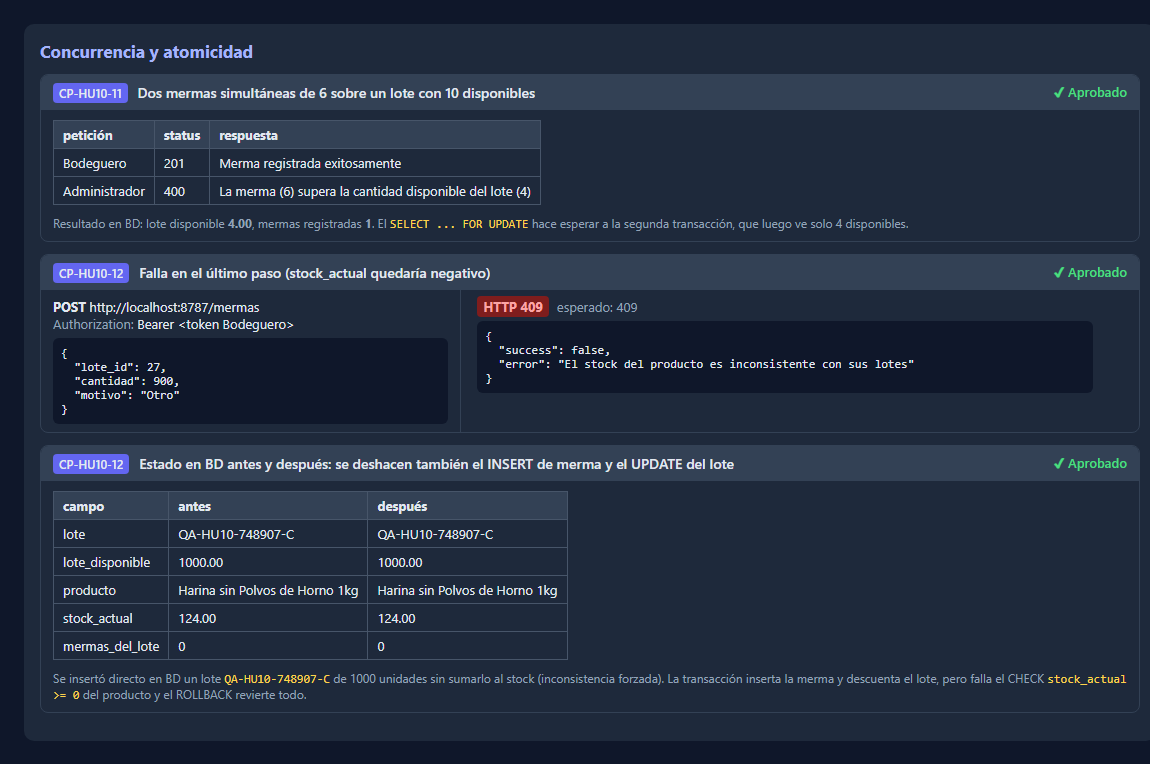 Concurrencia y atomicidad
CP-HU10-11 Dos mermas simultáneas de 6 sobre un lote con 10 disponibles ✓ Aprobado
petición status respuesta
Bodeguero 201 Merma registrada exitosamente
Administrador 400 La merma (6) supera la cantidad disponible del lote (4)
Resultado en BD: lote disponible 4.00, mermas registradas 1. El SELECT ... FOR UPDATE hace esperar a la segunda transacción, que luego ve solo 4 disponibles.
CP-HU10-12 Falla en el último paso (stock_actual quedaría negativo) ✓ Aprobado
POST http://localhost:8787/mermas
Authorization: Bearer <token Bodeguero>
{
"lote_id": 27,
"cantidad": 900,
"motivo": "Otro"
}
HTTP 409 esperado: 409
{
"success": false,
"error": "El stock del producto es inconsistente con sus lotes"
}
CP-HU10-12 Estado en BD antes y después: se deshacen también el INSERT de merma y el UPDATE del lote ✓ Aprobado
campo antes después
lote QA-HU10-748907-C QA-HU10-748907-C
lote_disponible 1000.00 1000.00
producto Harina sin Polvos de Horno 1kg Harina sin Polvos de Horno 1kg
stock_actual 124.00 124.00
mermas_del_lote 0 0
Se insertó directo en BD un lote QA-HU10-748907-C de 1000 unidades sin sumarlo al stock (inconsistencia forzada). La transacción inserta la merma y descuenta el lote, pero falla el CHECK stock_actual
>= 0 del producto y el ROLLBACK revierte todo.